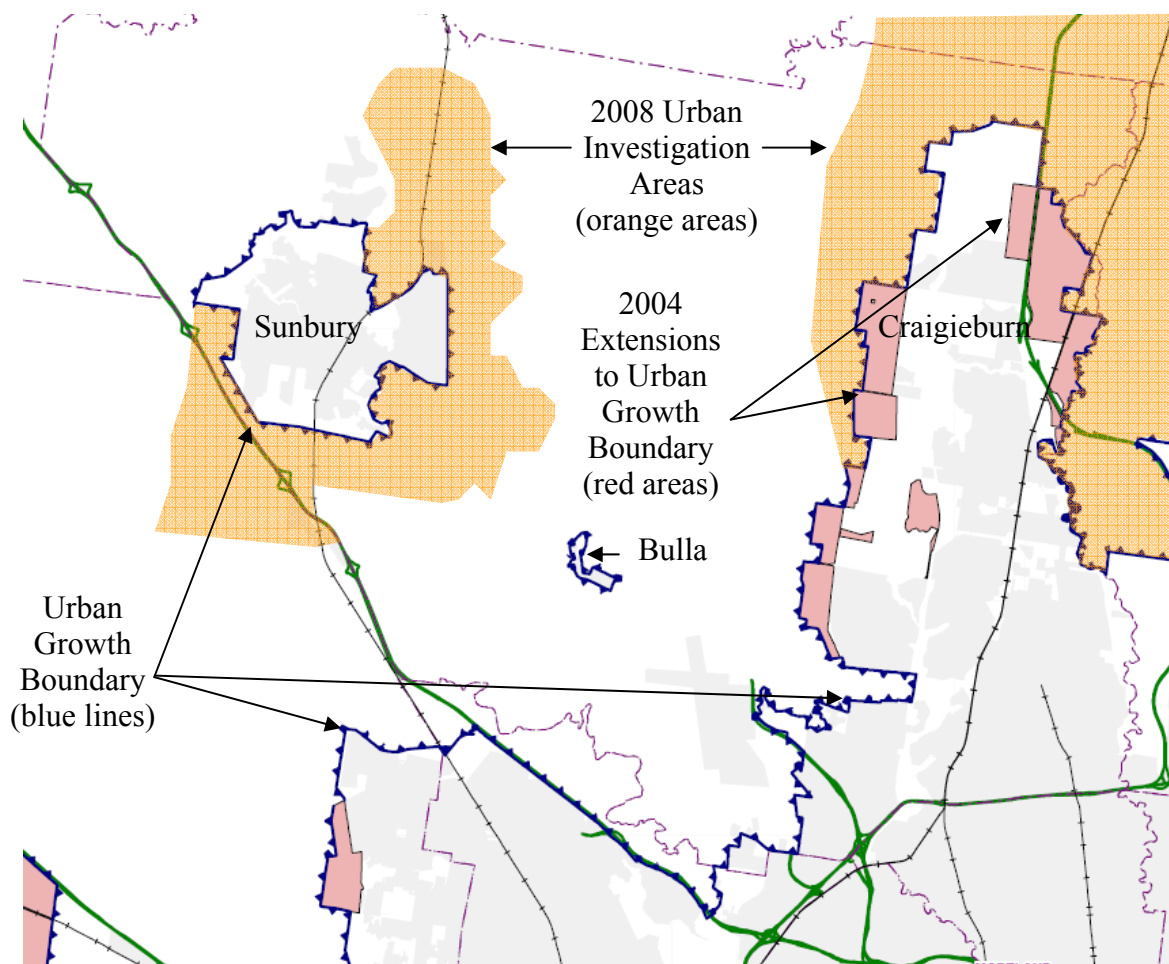 2008 Urban
Investigation
Areas
(orange areas)
Sunbury
2004
Extensions
to Urban
Growth
Boundary
(red areas)
Craigieburn
Bulla
Urban
Growth
Boundary
(blue lines)